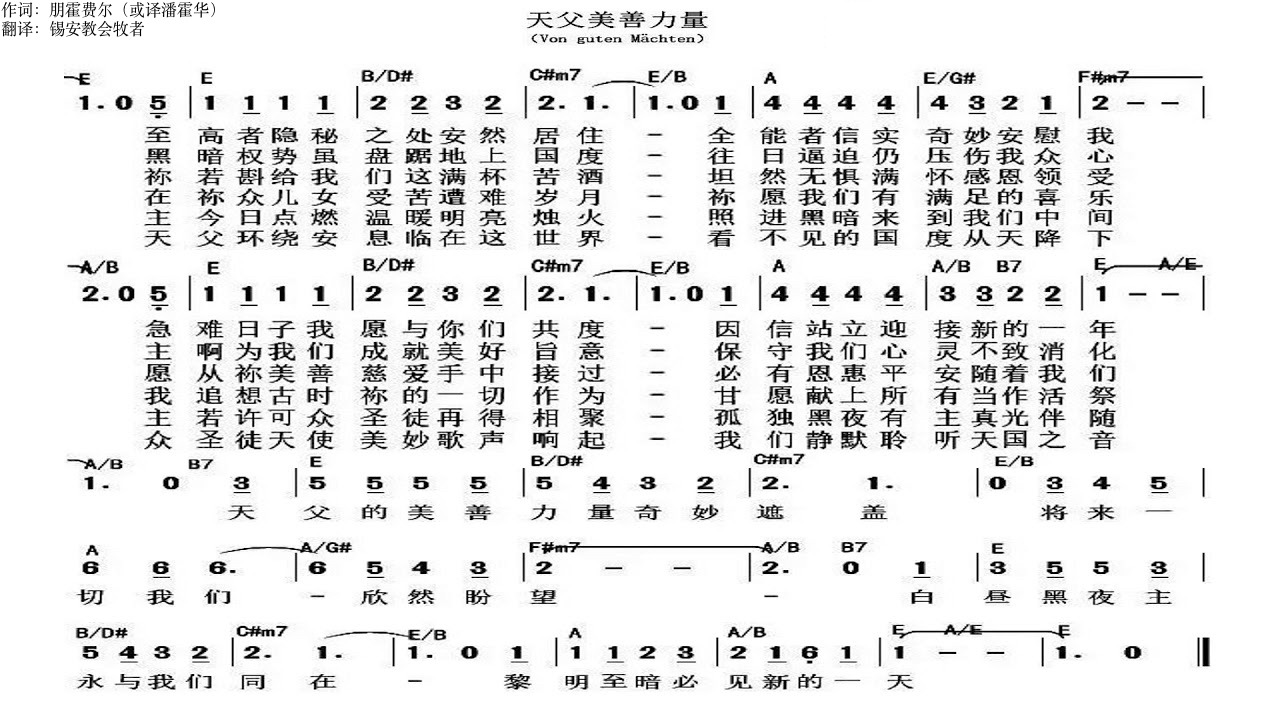 作词：朋霍费尔（或译潘霍华）
翻译：锡安教会牧者
天父美善力量
(Von guten Mächten)
E E B/D# C#m7 E/B A E/G# F#m7
1. 0 5 | 1 1 1 1 | 2 2 3 2 | 2. 1. | 1. 0 1 | 4 4 4 4 | 4 3 2 1 | 2 - - |
至 高者隐秘 之处安然 居住 - 全 能者信实 奇妙安慰 我
黑 暗权势虽 盘踞地上 国度 - 往 日逼迫仍 压伤我众 心
祢 若斟给我 们这满杯 苦酒 - 坦 然无惧满 怀感恩领 受
在 祢众儿女 受苦遭难 岁月 - 祢 愿我们有 满足的喜 乐
主 今日点燃 温暖明亮 烛火 - 照 进黑暗来 到我们中 间
天 父环绕安 息临在这 世界 - 看 不见的国 度从天降 下
A/B E B/D# C#m7 E/B A A/B B7 E A/E
2. 0 5 | 1 1 1 1 | 2 2 3 2 | 2. 1. | 1. 0 1 | 4 4 4 4 | 3 3 2 2 | 1 - - |
急 难日子我 愿与你们 共度 - 因 信站立迎 接新的一 年
主 啊为我们 成就美好 旨意 - 保 守我们心 灵不致消 化
愿 从祢美善 慈爱手中 接过 - 必 有恩惠平 安随着我 们
我 追想古时 祢的一切 作为 - 甘 愿献上所 有当作活 祭
主 若许可众 圣徒再得 相聚 - 孤 独黑夜有 主真光伴 随
众 圣徒天使 美妙歌声 响起 - 我 们静默聆 听天国之 音
A/B B7 E B/D# C#m7 E/B
1. 0 3 | 5 5 5 5 | 5 4 3 2 | 2. 1. | 0 3 4 5 |
天 父的美善 力量奇妙 遮盖 将来一
A A/G# F#m7 A/B B7 E
6 6 6. | 6 5 4 3 | 2 - - | 2. 0 1 | 3 5 5 3 |
切我们 - 欣然盼 望 - 白 昼黑夜主
B/D# C#m7 E/B A A/B E A/E E
5 4 3 2 | 2. 1. | 1. 0 1 | 1 1 2 3 | 2 1 6 1 | 1 - - | 1. 0 ‖
永与我们 同在 - 黎 明至暗必 见新的一 天